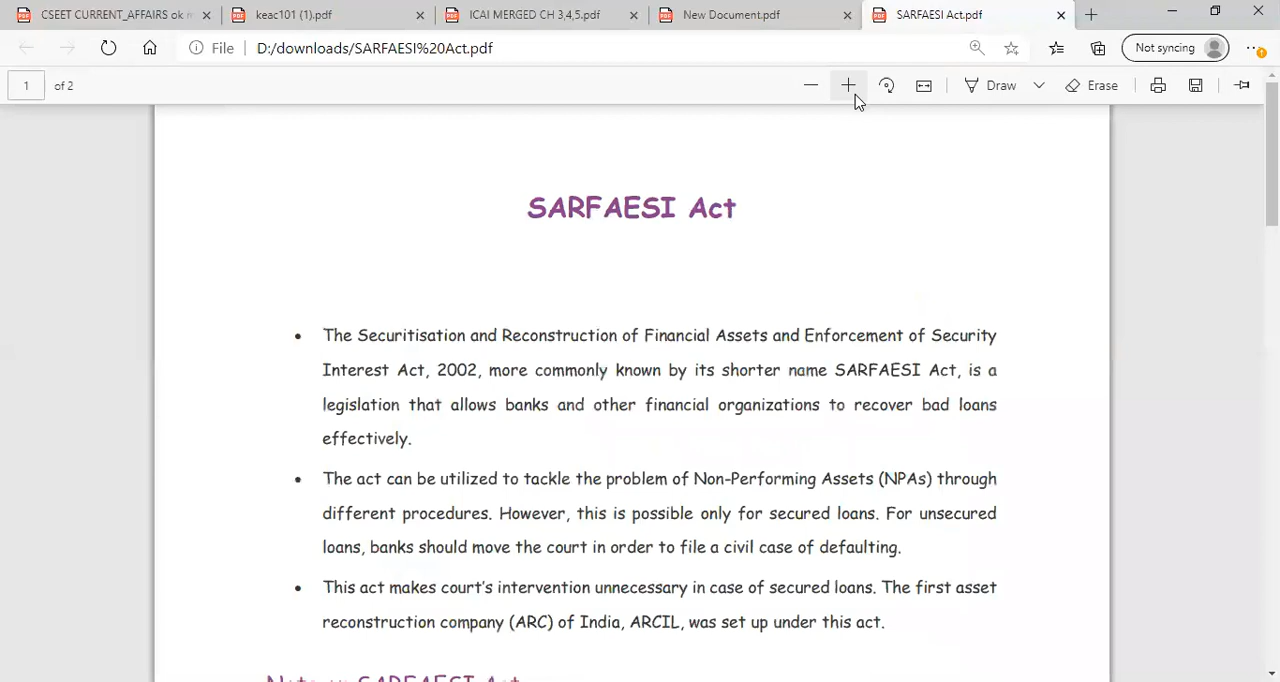 CSEET CURRENT_AFFAIRS ok m
keac101 (1).pdf
ICAI MERGED CH 3,4,5.pdf
New Document.pdf
SARFAESI Act.pdf
File
D:/downloads/SARFAESI%20Act.pdf
Not syncing
1 of 2
Draw
Erase
SARFAESI Act
• The Securitisation and Reconstruction of Financial Assets and Enforcement of Security
Interest Act, 2002, more commonly known by its shorter name SARFAESI Act, is a
legislation that allows banks and other financial organizations to recover bad loans
effectively.
• The act can be utilized to tackle the problem of Non-Performing Assets (NPAs) through
different procedures. However, this is possible only for secured loans. For unsecured
loans, banks should move the court in order to file a civil case of defaulting.
• This act makes court's intervention unnecessary in case of secured loans. The first asset
reconstruction company (ARC) of India, ARCIL, was set up under this act.
SARFAESI Act